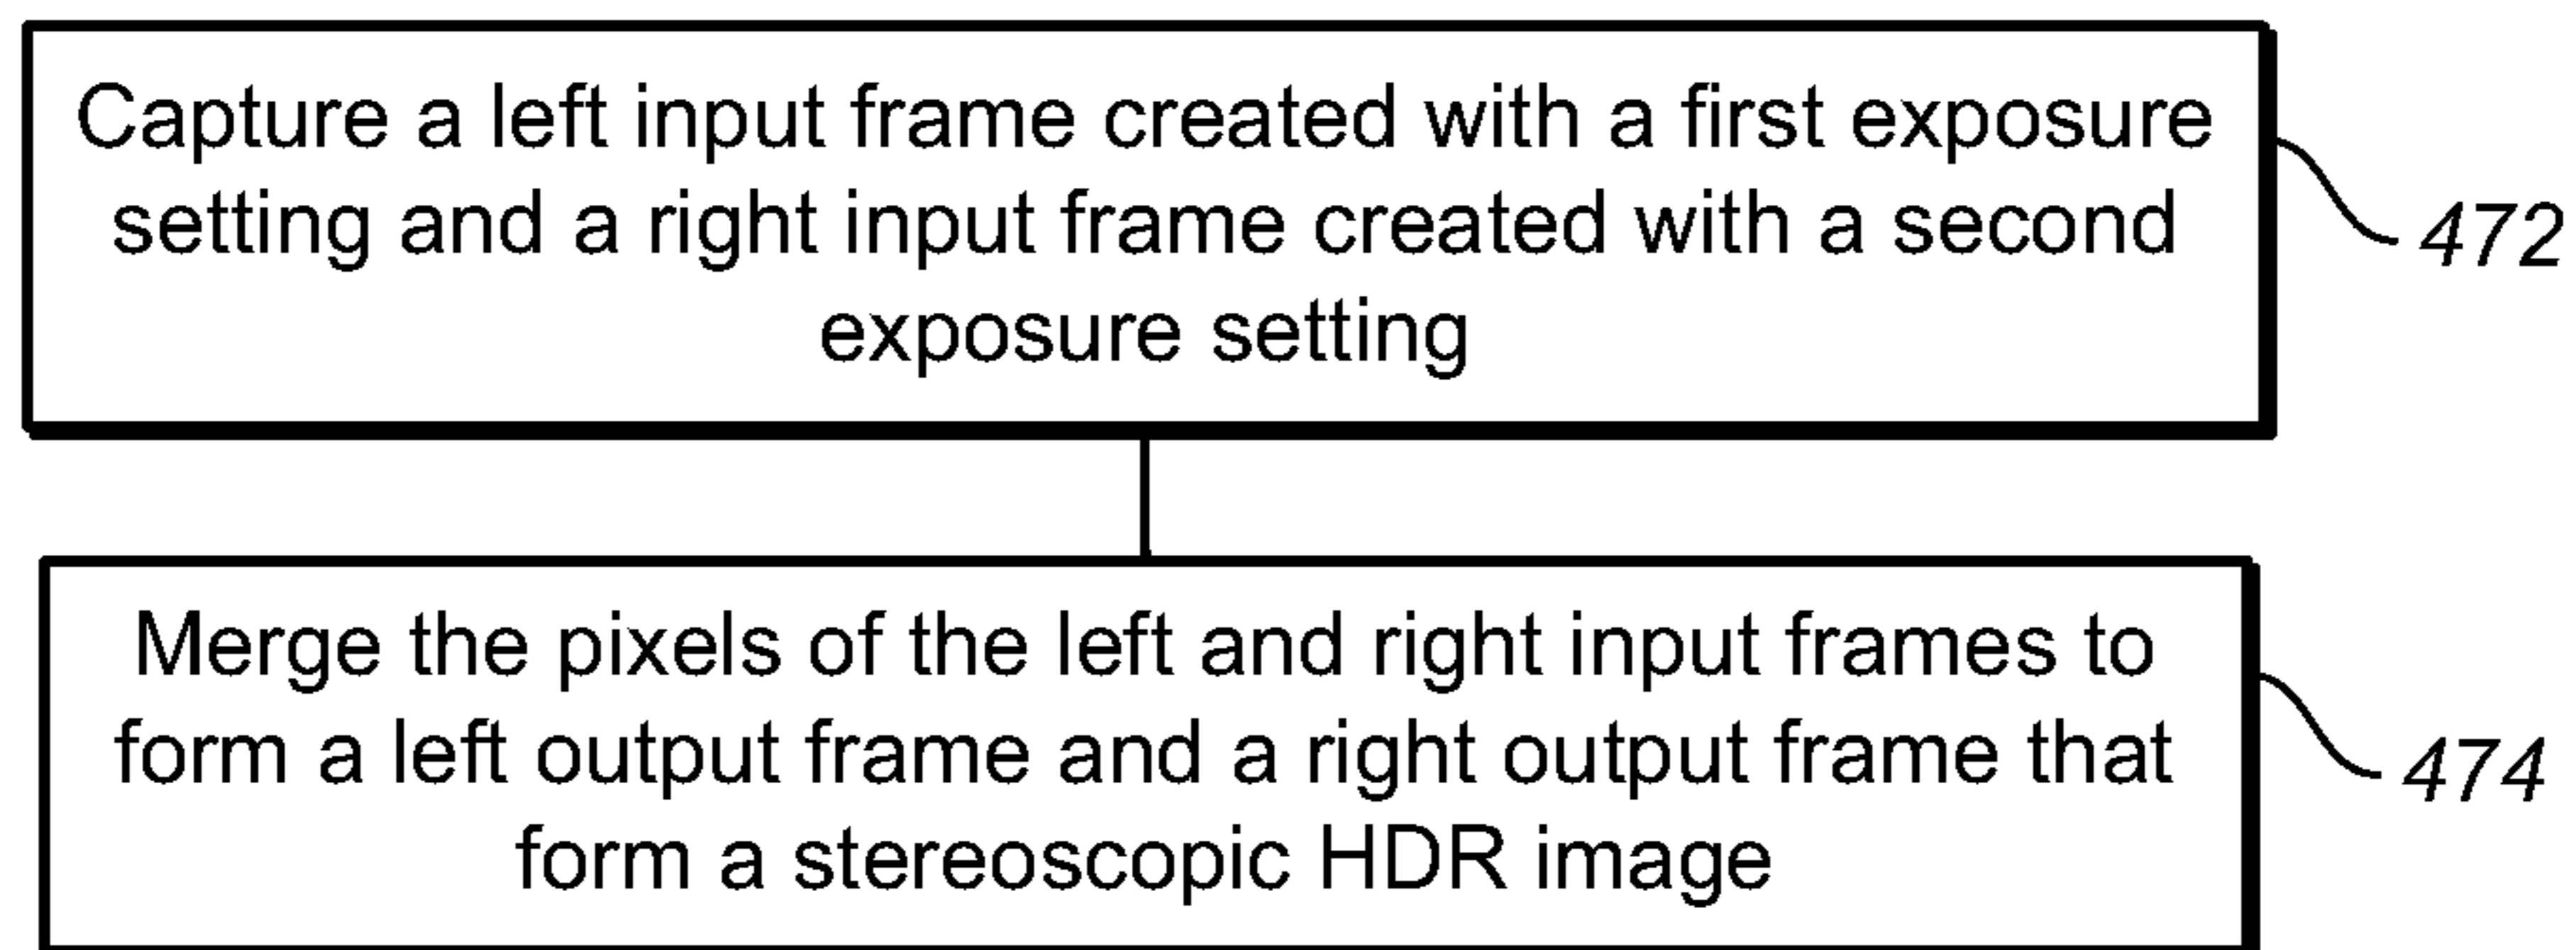 Capture a left input frame created with a first exposure
setting and a right input frame created with a second
exposure setting
472
Merge the pixels of the left and right input frames to
form a left output frame and a right output frame that
form a stereoscopic HDR image
474